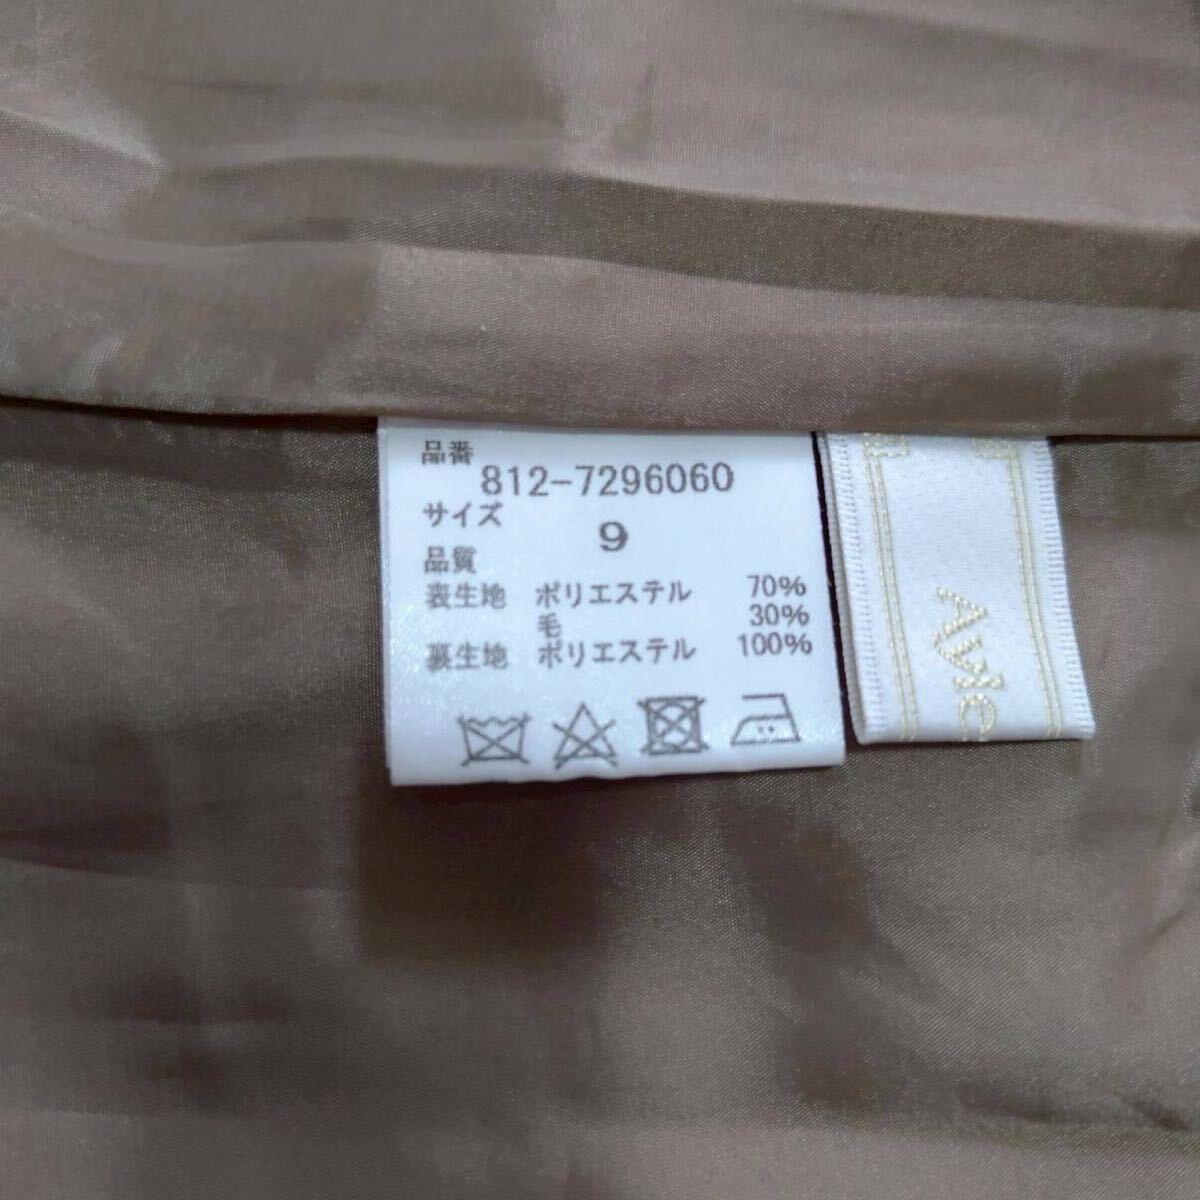 品番
812-7296060
サイズ
9
品質
表生地 ポリエステル 70%
毛 30%
裏生地 ポリエステル 100%